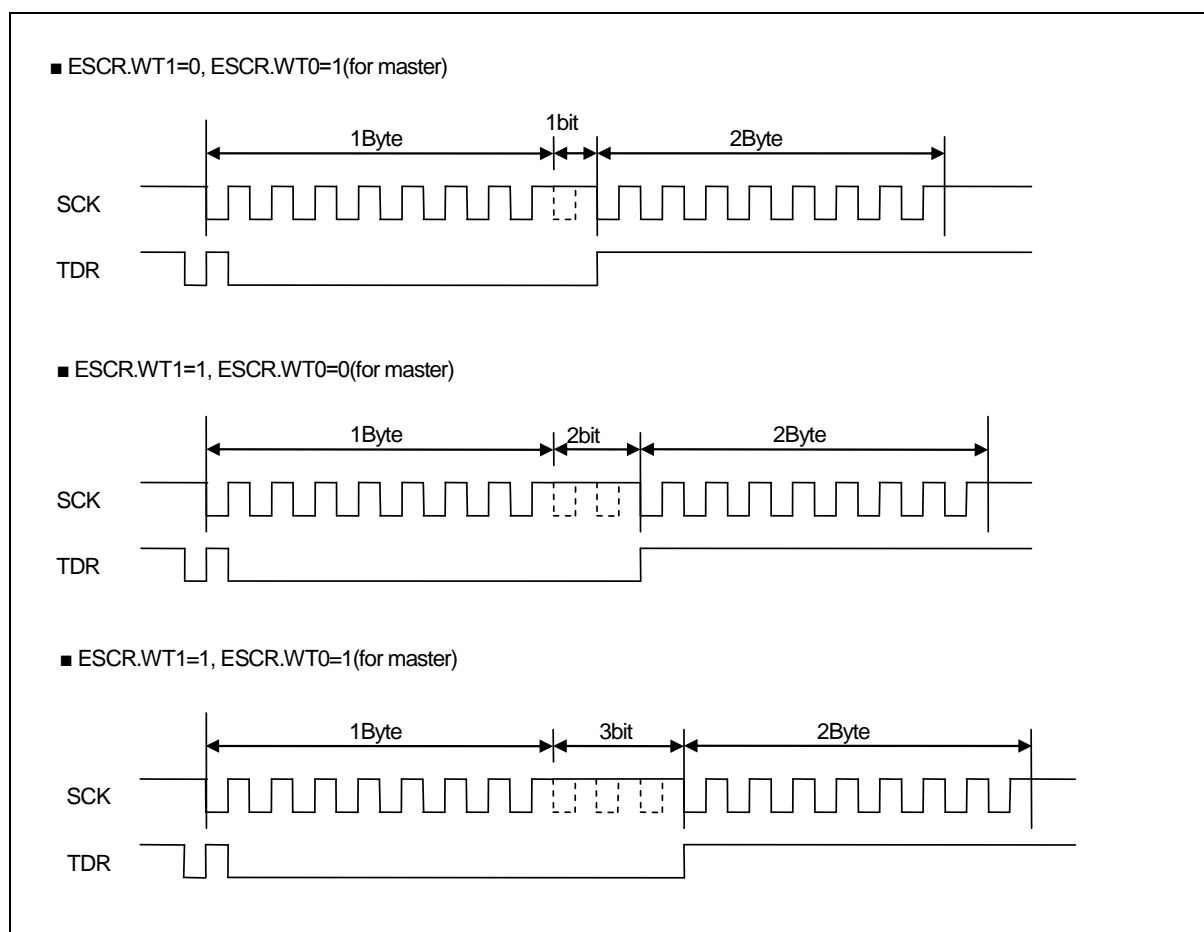 ■ ESCR.WT1=0, ESCR.WT0=1(for master)
1Byte
1bit
2Byte
SCK
TDR
■ ESCR.WT1=1, ESCR.WT0=0(for master)
1Byte
2bit
2Byte
SCK
TDR
■ ESCR.WT1=1, ESCR.WT0=1(for master)
1Byte
3bit
2Byte
SCK
TDR